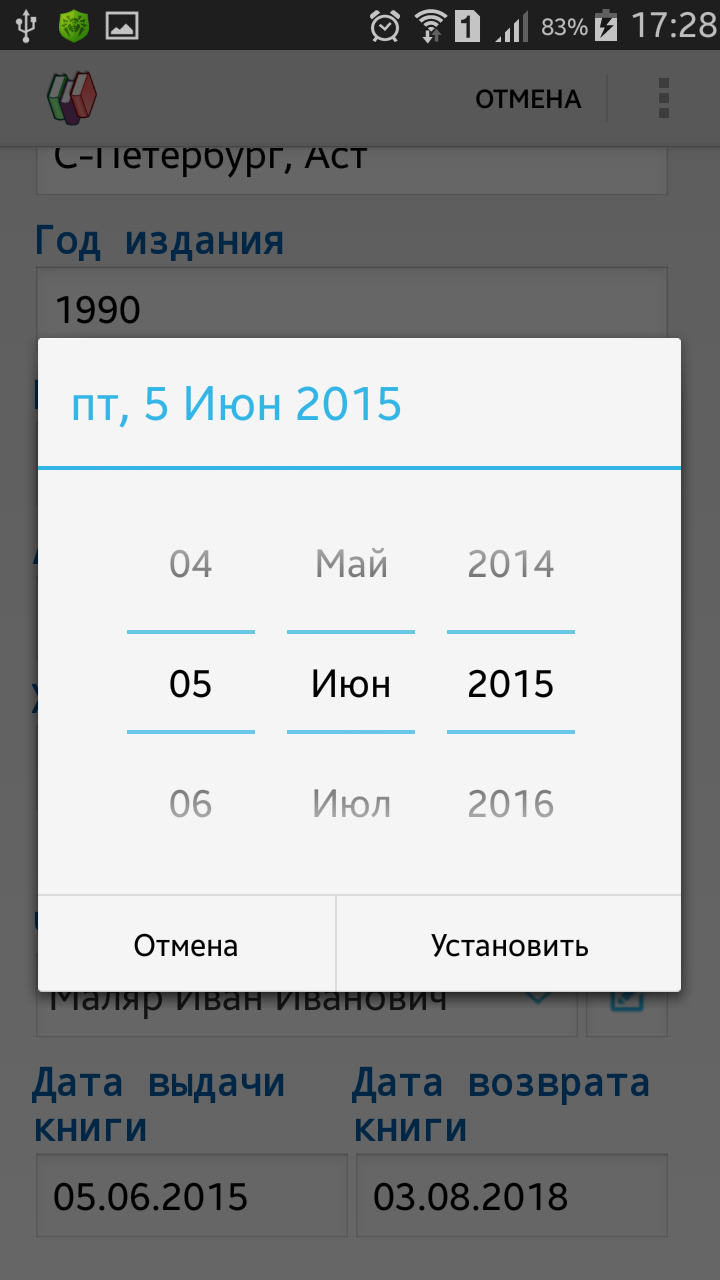 1 83% 17:28
ОТМЕНА
С-Петербург, Аст
Год издания
1990
пт, 5 Июн 2015
04 Май 2014
05 Июн 2015
06 Июл 2016
Отмена Установить
Маляр Иван Иванович
Дата выдачи книги
Дата возврата книги
05.06.2015 03.08.2018